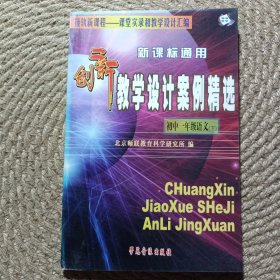 接轨新课程——课堂实录和教学设计汇编
新课标通用
创新教学设计案例精选
初中一年级语文(下)
北京师联教育科学研究所 编
CHuangXin
JiaoXue SHeJi
AnLi JingXuan
学苑音像出版社